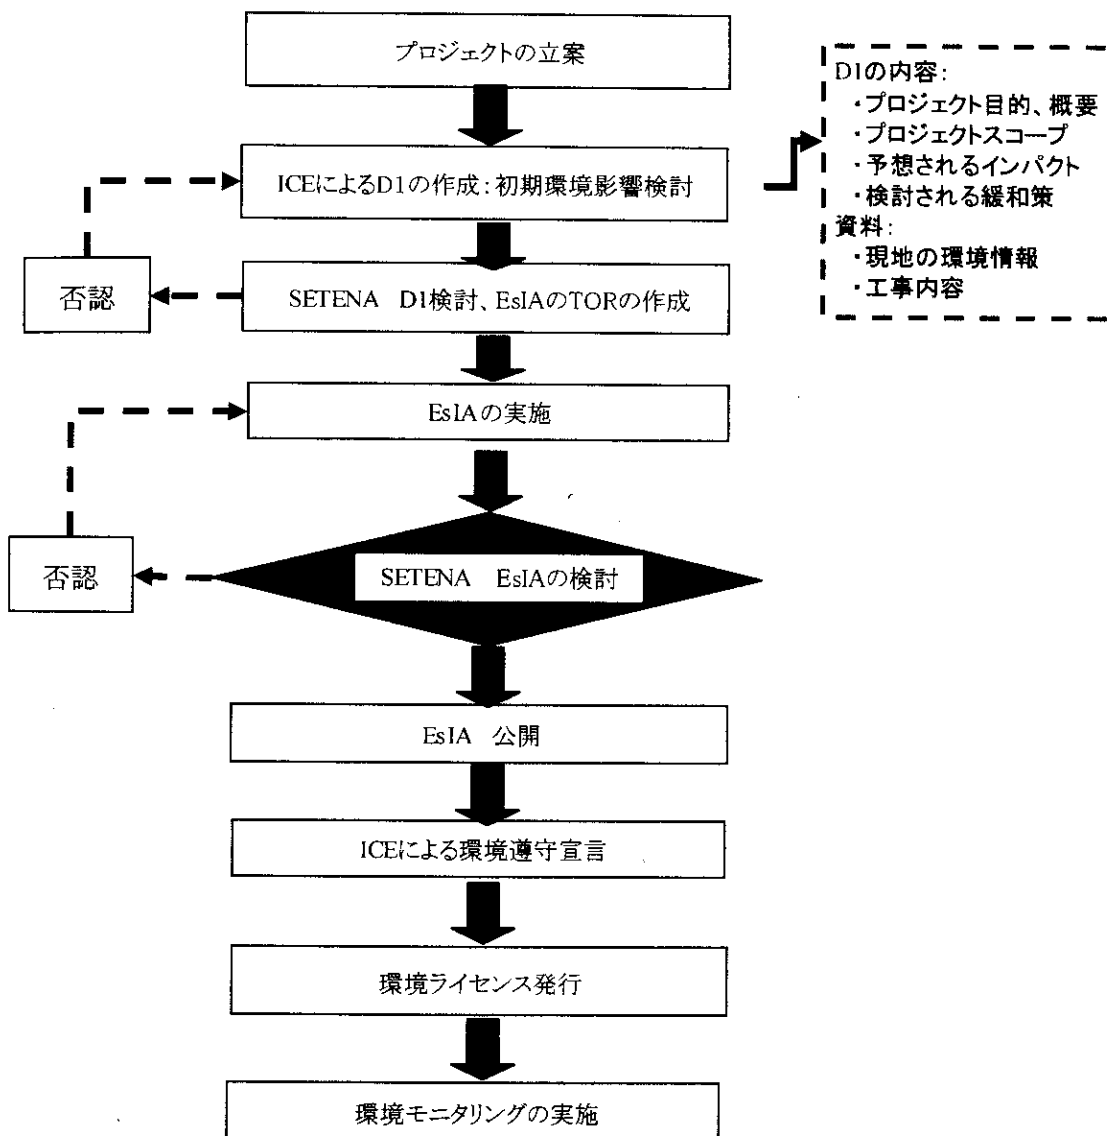 プロジェクトの立案
D1の内容:
・プロジェクト目的、概要
・プロジェクトスコープ
・予想されるインパクト
・検討される緩和策
資料:
・現地の環境情報
・工事内容
ICEによるD1の作成:初期環境影響検討
否認
SETENA D1検討、EsIAのTORの作成
EsIAの実施
否認
SETENA EsIAの検討
EsIA 公開
ICEによる環境遵守宣言
環境ライセンス発行
環境モニタリングの実施